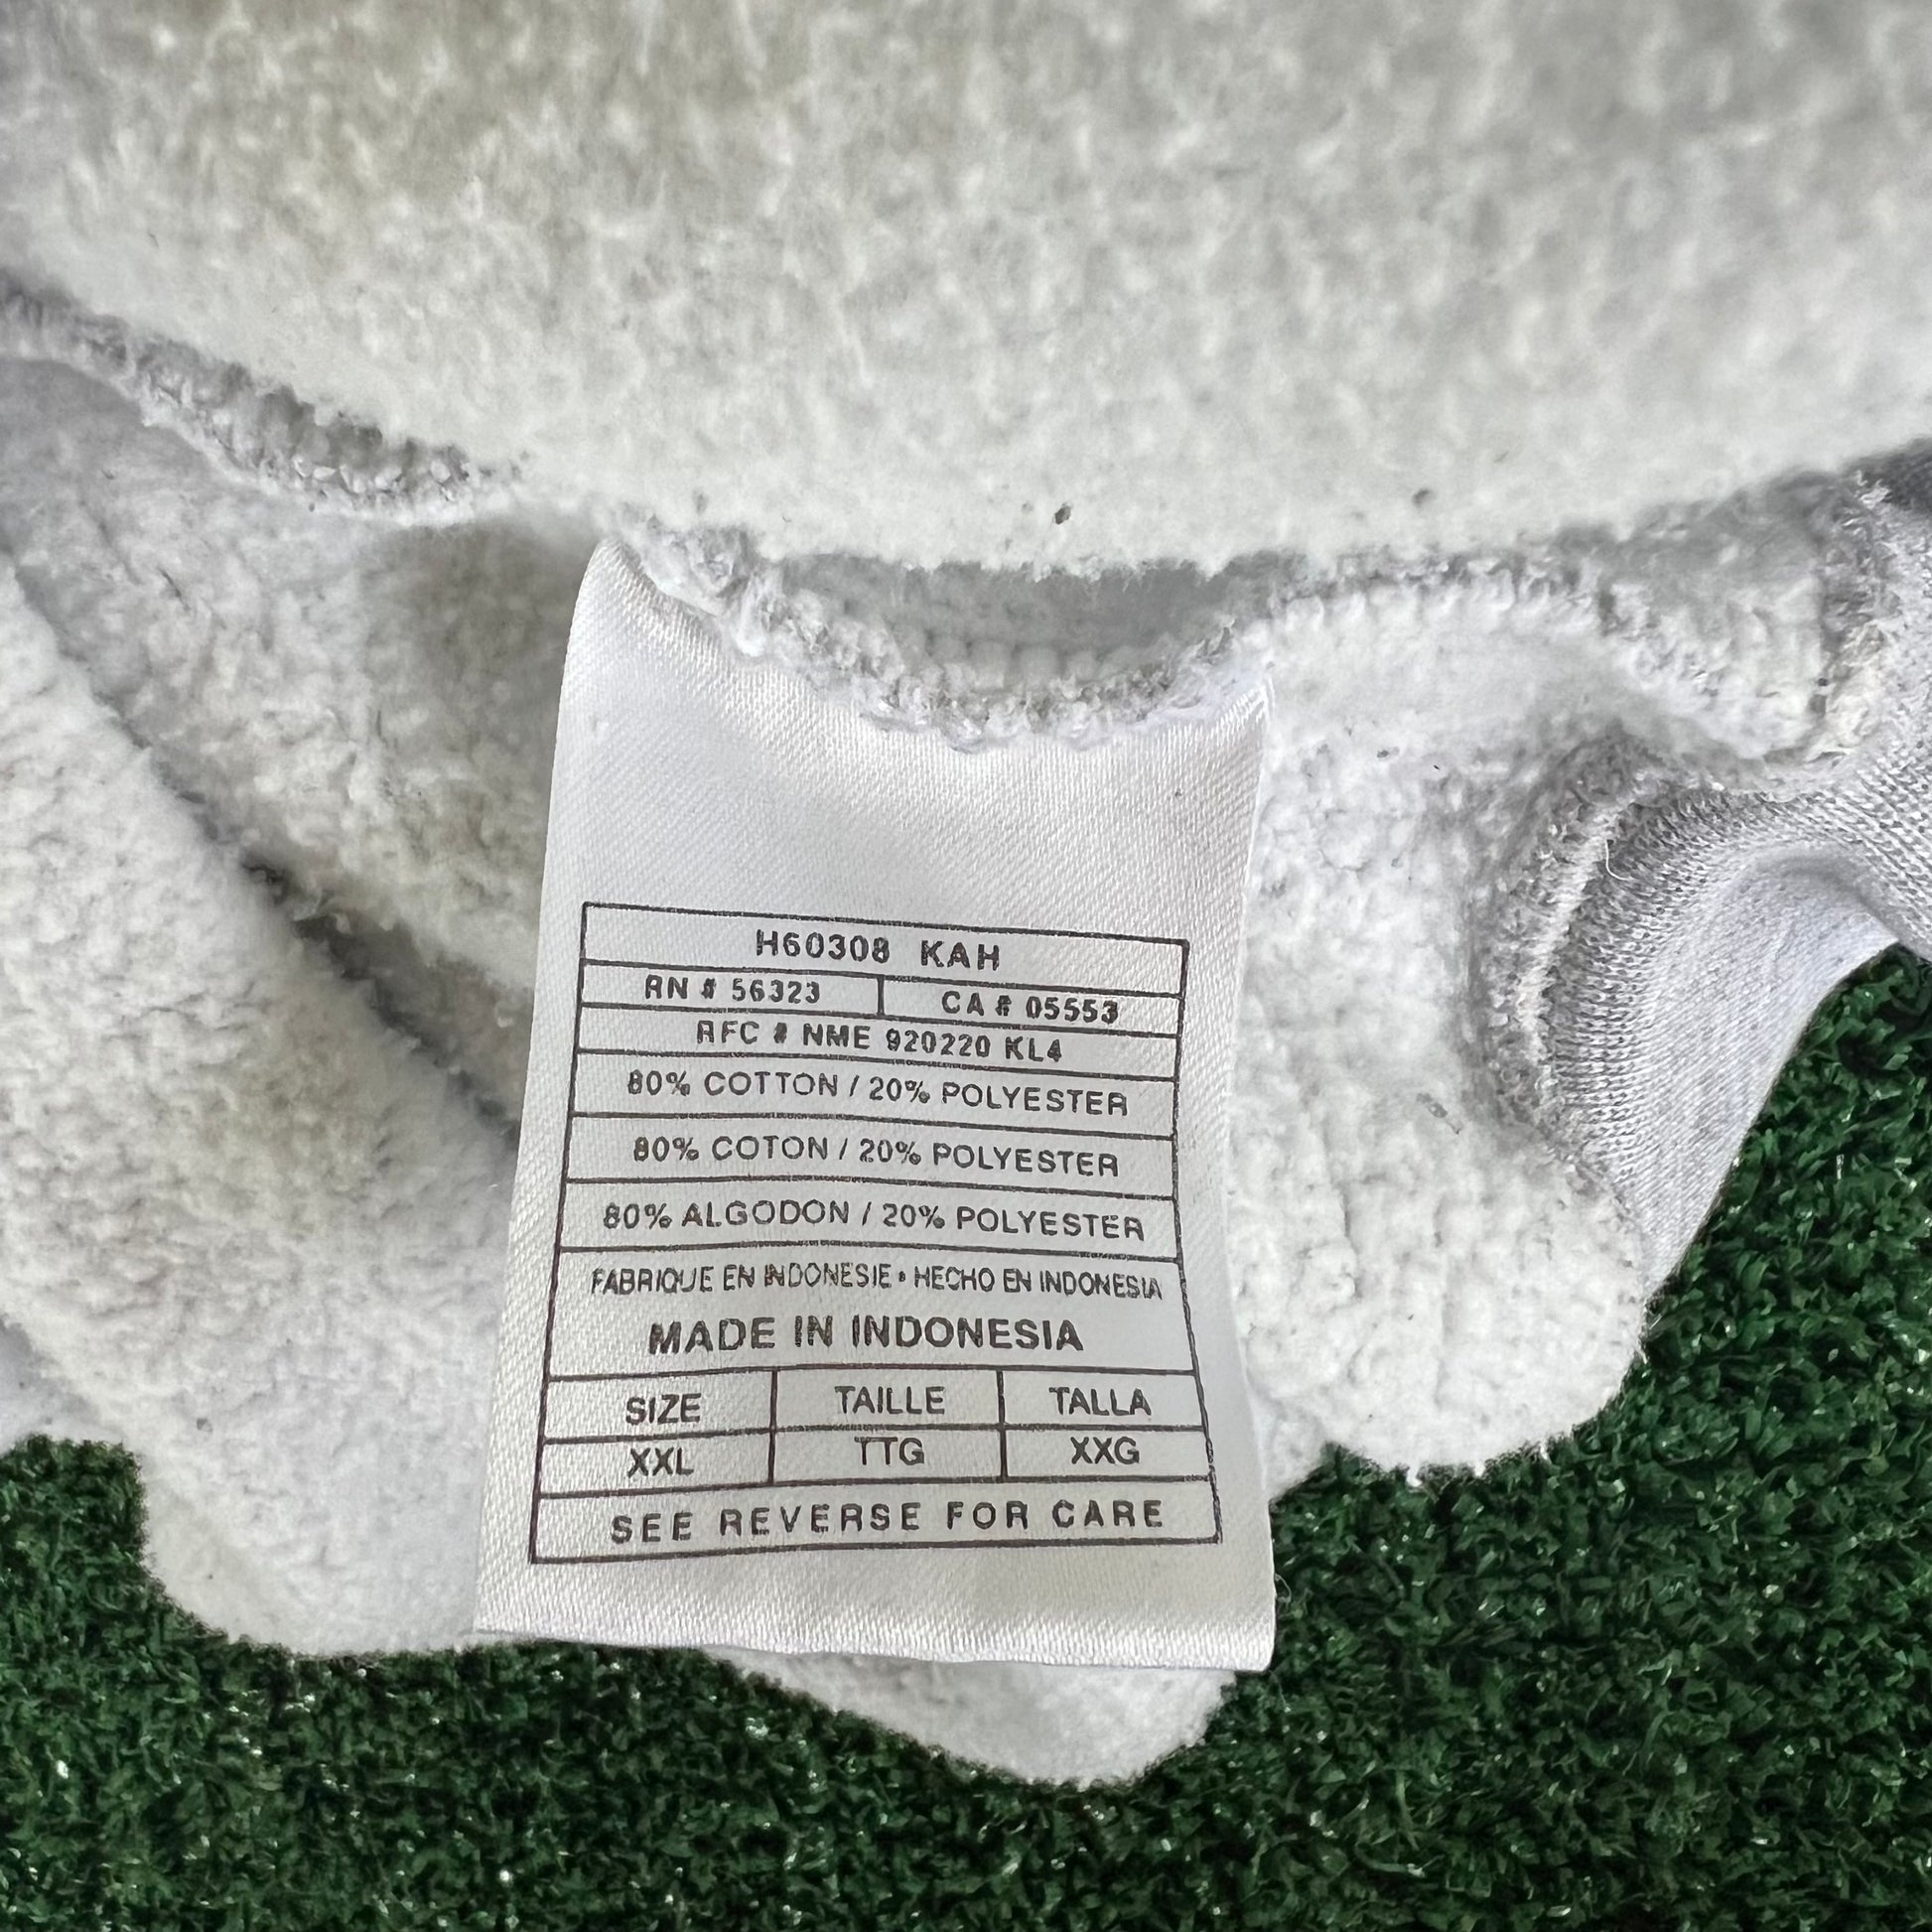 H60308 KAH
RN # 56323 CA # 05553
RFC # NME 920220 KL4
80% COTTON / 20% POLYESTER
80% COTON / 20% POLYESTER
80% ALGODON / 20% POLYESTER
FABRIQUE EN INDONESIE • HECHO EN INDONESIA
MADE IN INDONESIA
SIZE TAILLE TALLA
XXL TTG XXG
SEE REVERSE FOR CARE